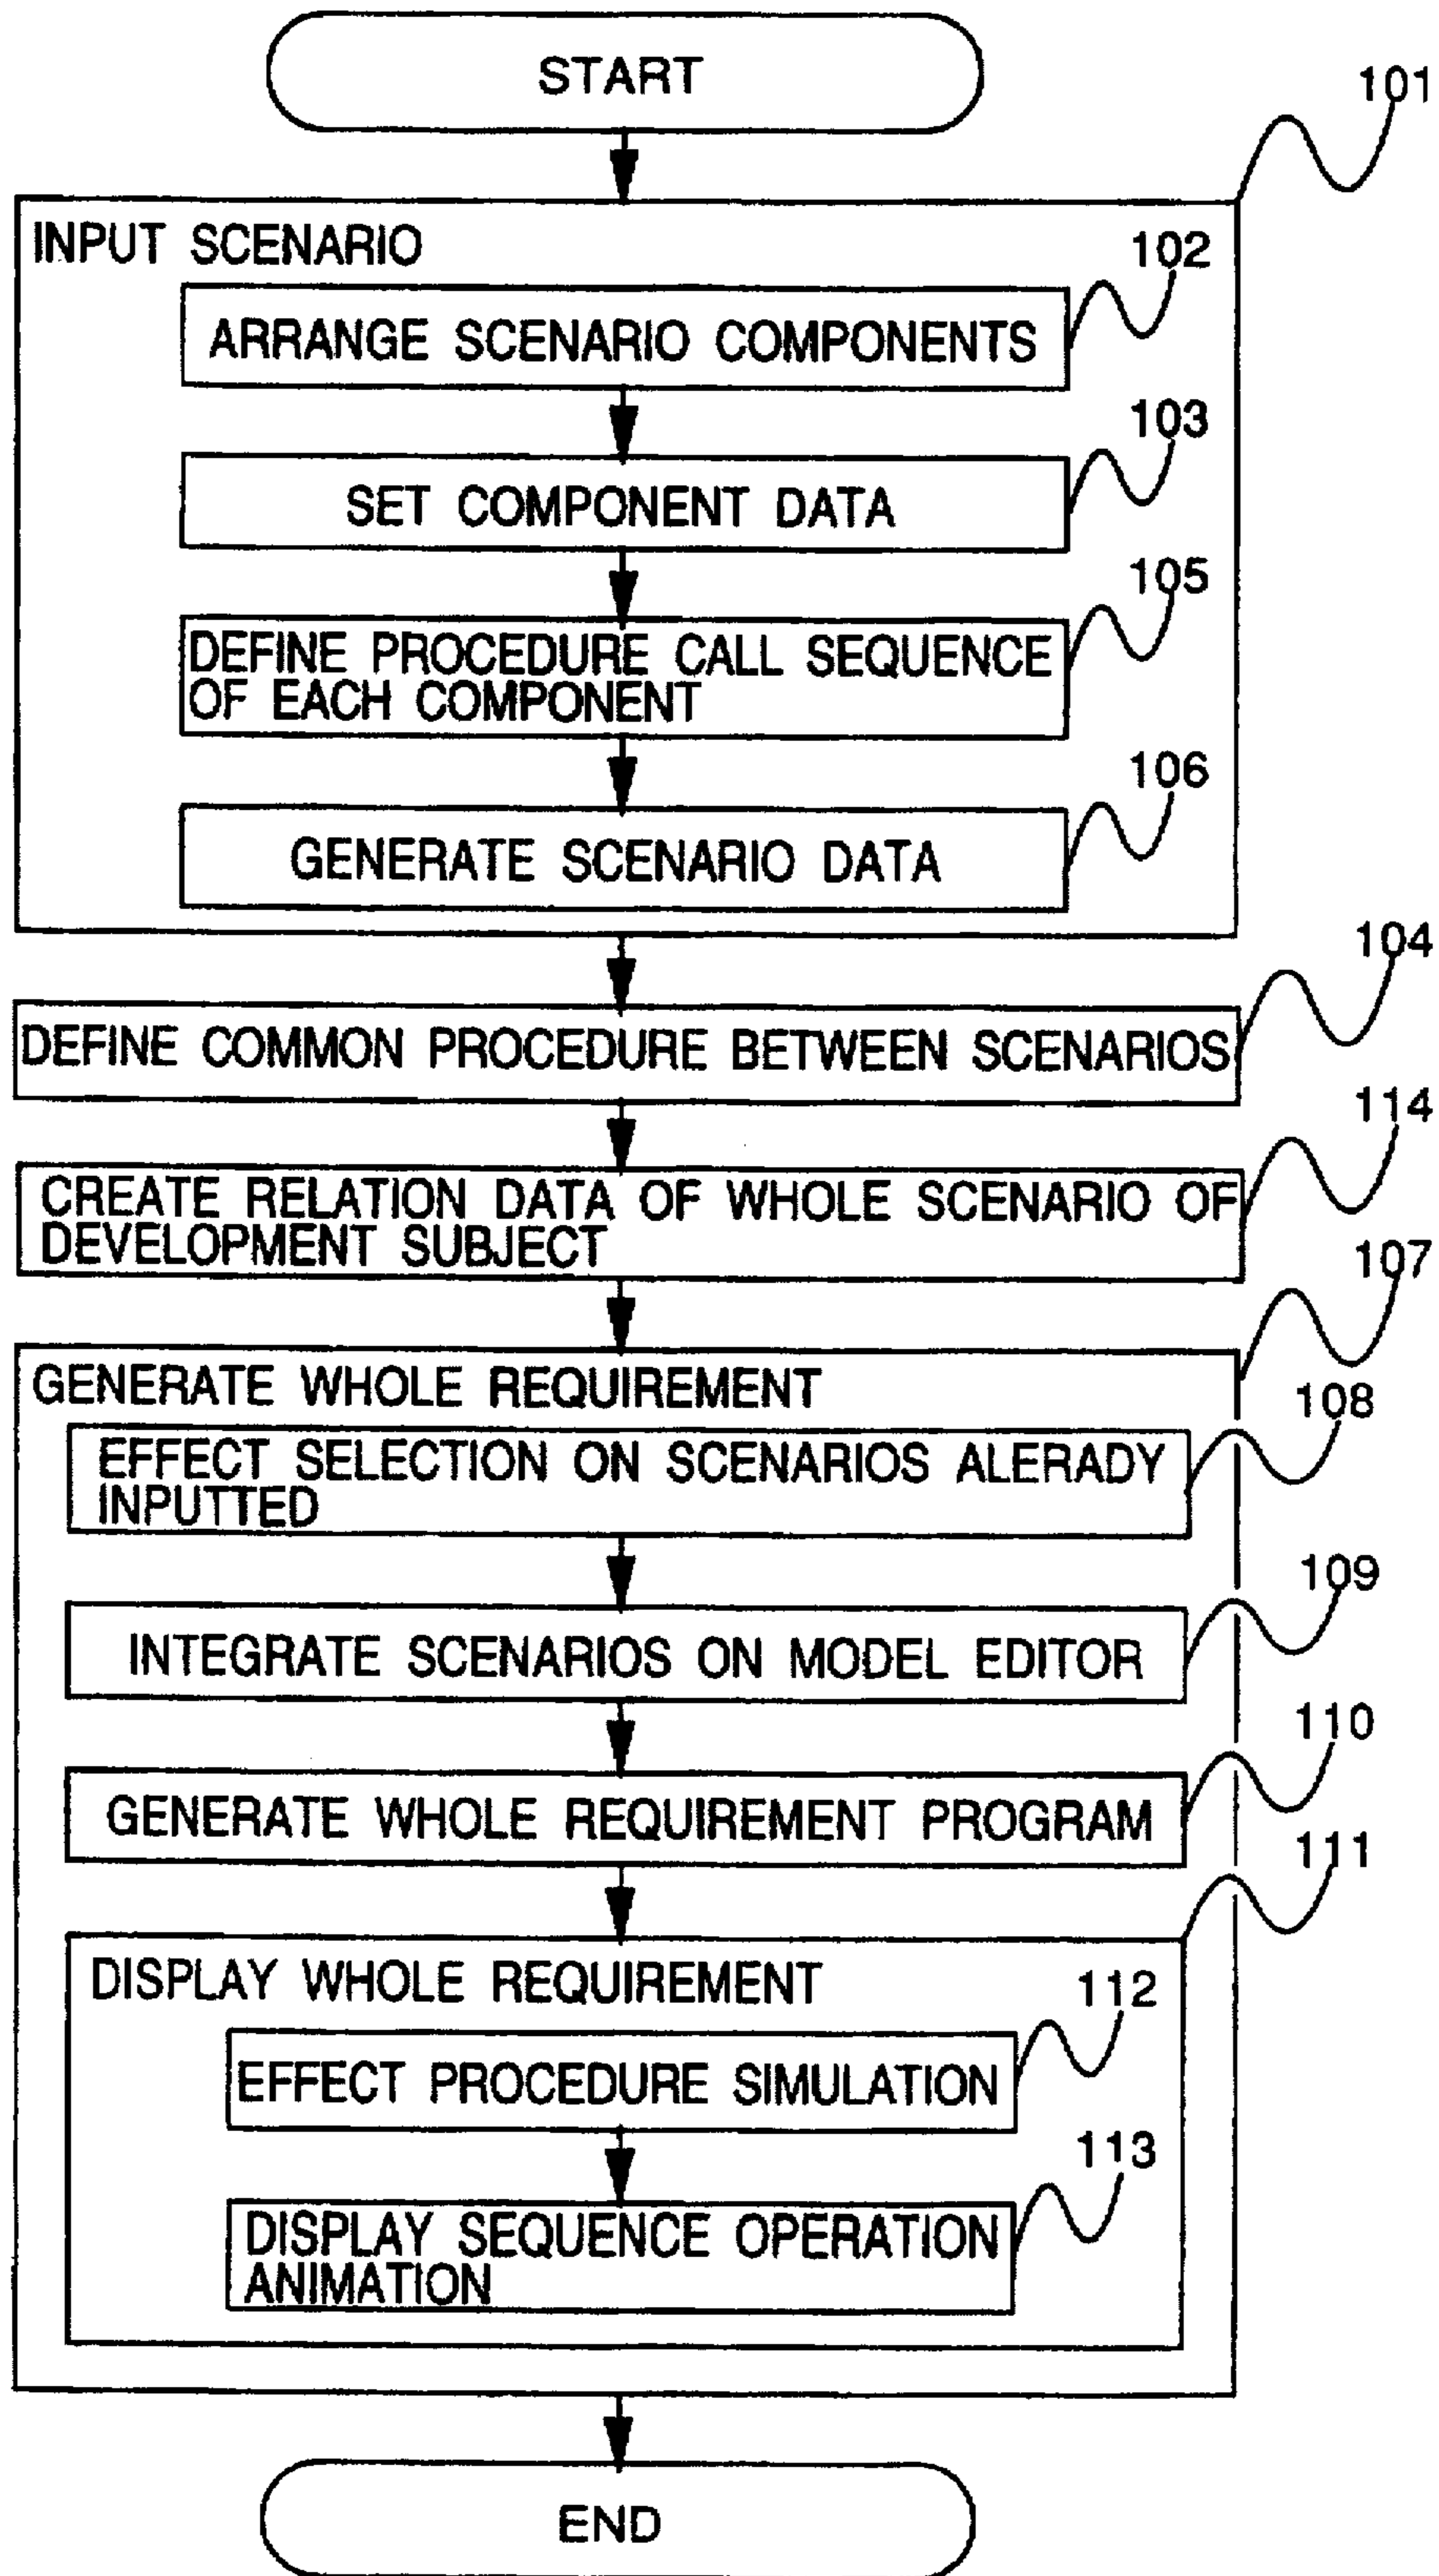 START
101
INPUT SCENARIO
102
ARRANGE SCENARIO COMPONENTS
103
SET COMPONENT DATA
105
DEFINE PROCEDURE CALL SEQUENCE
OF EACH COMPONENT
106
GENERATE SCENARIO DATA
104
DEFINE COMMON PROCEDURE BETWEEN SCENARIOS
114
CREATE RELATION DATA OF WHOLE SCENARIO OF
DEVELOPMENT SUBJECT
107
GENERATE WHOLE REQUIREMENT
108
EFFECT SELECTION ON SCENARIOS ALERADY
INPUTTED
109
INTEGRATE SCENARIOS ON MODEL EDITOR
110
GENERATE WHOLE REQUIREMENT PROGRAM
111
DISPLAY WHOLE REQUIREMENT
112
EFFECT PROCEDURE SIMULATION
113
DISPLAY SEQUENCE OPERATION
ANIMATION
END